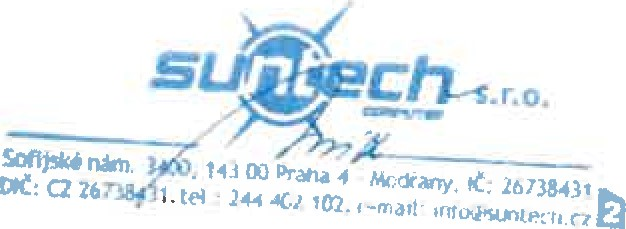 suntech s.r.o.
COMPUTER
Sofijské nám. 3400, 143 00 Praha 4 - Modřany, IČ: 26738431
DIČ: CZ 26738431, tel.: 244 402 102, e-mail: info@suntech.cz 2